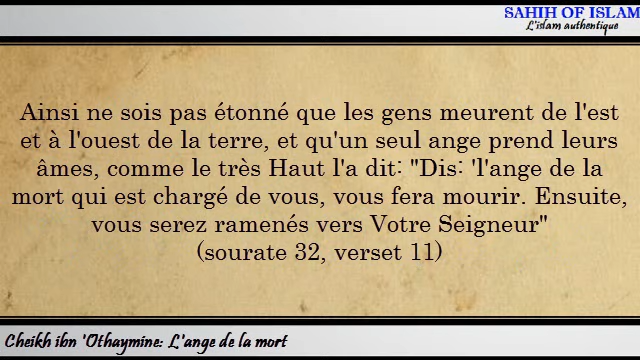 SAHIH OF ISLAM
L'islam authentique
Ainsi ne sois pas étonné que les gens meurent de l'est
et à l'ouest de la terre, et qu'un seul ange prend leurs
âmes, comme le très Haut l'a dit: "Dis: 'l'ange de la
mort qui est chargé de vous, vous fera mourir. Ensuite,
vous serez ramenés vers Votre Seigneur"
(sourate 32, verset 11)
Cheikh ibn 'Othaymine: L'ange de la mort